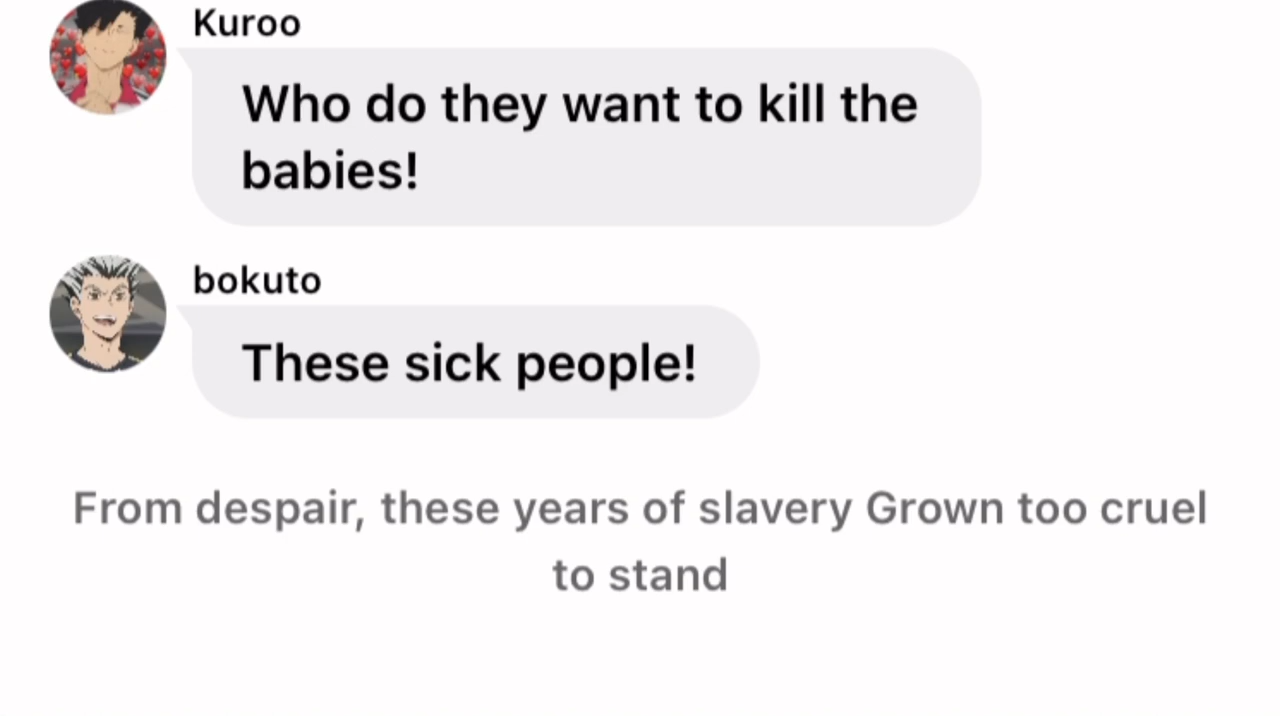 Kuroo
Who do they want to kill the
babies!
bokuto
These sick people!
From despair, these years of slavery Grown too cruel
to stand